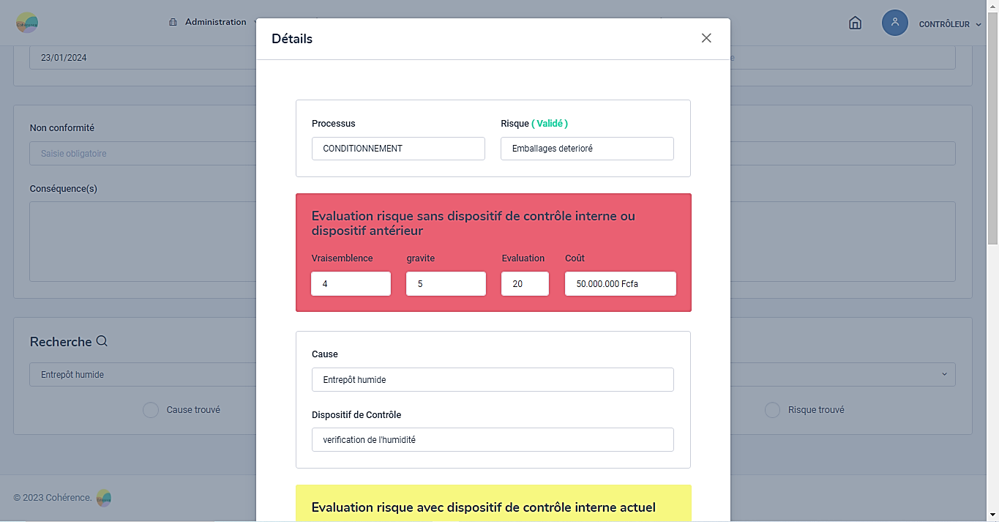 Cohérence
Administration
CONTRÔLEUR
Détails
23/01/2024
Processus
Risque ( Validé )
CONDITIONNEMENT
Emballages deterioré
Non conformité
Saisie obligatoire
Conséquence(s)
Evaluation risque sans dispositif de contrôle interne ou
dispositif antérieur
Vraisemblence
gravite
Evaluation
Coût
4
5
20
50.000.000 Fcfa
Recherche
Entrepôt humide
Cause trouvé
Risque trouvé
Cause
Entrepôt humide
Dispositif de Contrôle
verification de l'humidité
Evaluation risque avec dispositif de contrôle interne actuel
© 2023 Cohérence.